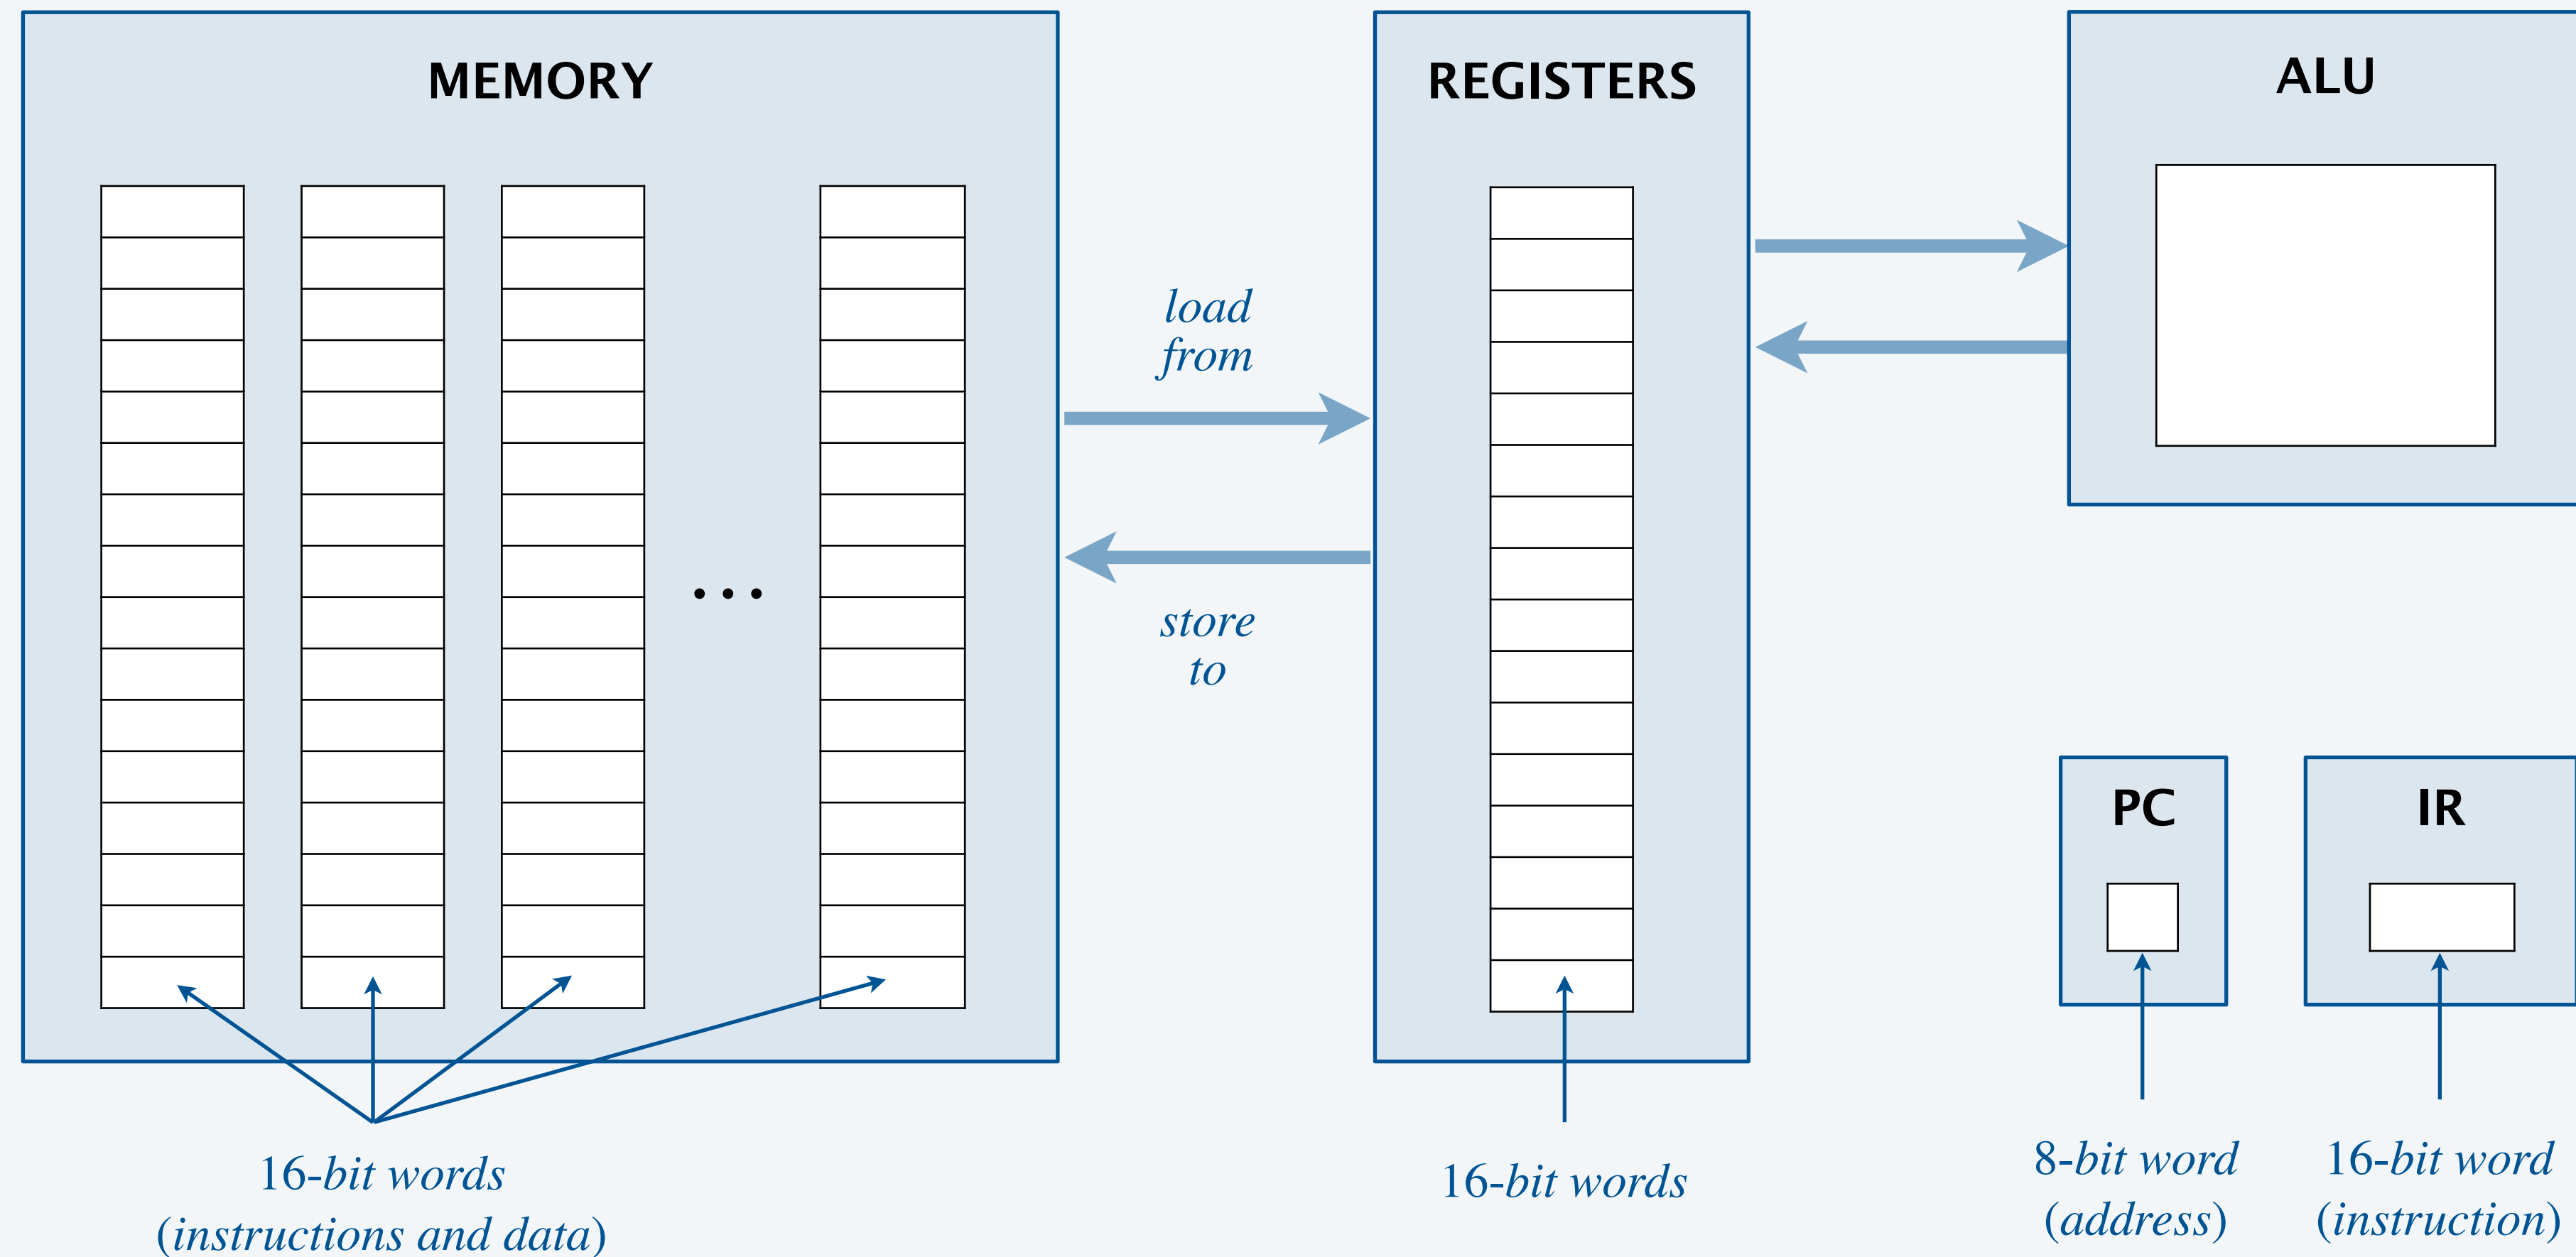 MEMORY
REGISTERS
ALU
load
from
store
to
PC
IR
. . .
16-bit words
(instructions and data)
16-bit words
8-bit word
(address)
16-bit word
(instruction)